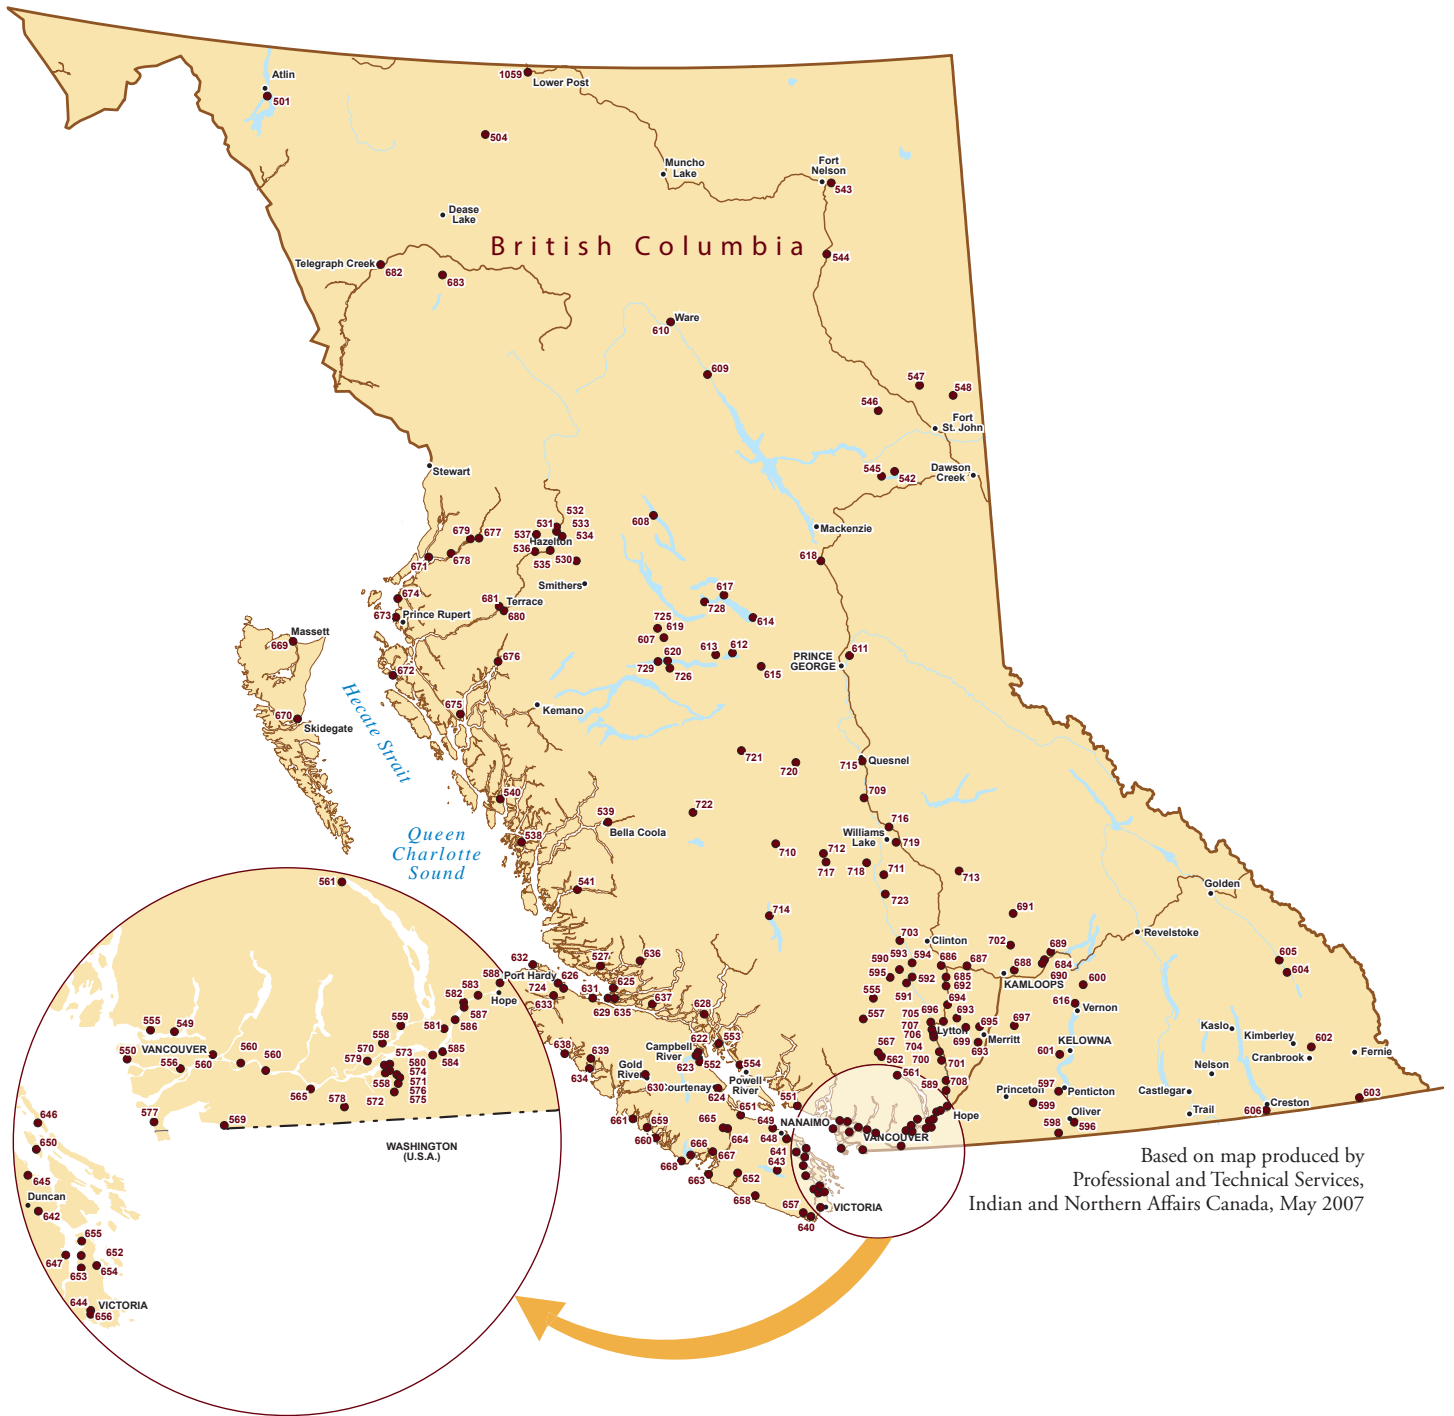 Atlin
501
1059
Lower Post
504
Muncho
Lake
Fort
Nelson
543
Dease
Lake
British Columbia
544
Telegraph Creek
682
683
Ware
610
609
547
548
546
Fort
St. John
545
542
Dawson
Creek
Stewart
608
Mackenzie
618
532
531
533
537
534
Hazelton
536
535
530
679
677
678
671
Smithers
674
673
Prince Rupert
681
Terrace
680
617
728
614
725
619
607
620
729
726
613
612
615
PRINCE
GEORGE
611
Massett
669
672
676
675
Kemano
670
Skidegate
Hecate Strait
721
720
715
Quesnel
709
540
539
Bella Coola
538
722
716
Williams
Lake
719
710
712
717
718
711
713
723
Queen
Charlotte
Sound
541
714
691
Golden
Revelstoke
703
Clinton
702
689
688
684
690
KAMLOOPS
600
605
604
590
593
594
686
687
595
592
685
692
591
555
694
557
705
696
693
707
Lytton
695
697
706
699
Merritt
693
704
567
562
700
701
561
589
708
616
Vernon
KELOWNA
601
Kaslo
Kimberley
602
Cranbrook
Fernie
Nelson
Castlegar
Trail
Creston
606
603
Princeton
597
Penticton
599
Oliver
598
596
632
527
636
Port Hardy
626
724
631
625
633
629
635
637
628
638
639
634
622
553
Campbell
River
623
552
554
Gold
River
630
Courtenay
Powell
River
624
551
651
661
659
660
665
664
649
NANAIMO
648
666
667
668
663
641
643
652
658
657
640
VICTORIA
VANCOUVER
Hope
561
588
Hope
583
582
587
586
581
559
558
555
549
550
VANCOUVER
556
560
560
570
579
573
580
574
571
558
576
572
575
585
584
565
578
577
569
WASHINGTON
(U.S.A.)
646
650
645
Duncan
642
655
647
652
653
654
644
VICTORIA
656
Based on map produced by
Professional and Technical Services,
Indian and Northern Affairs Canada, May 2007